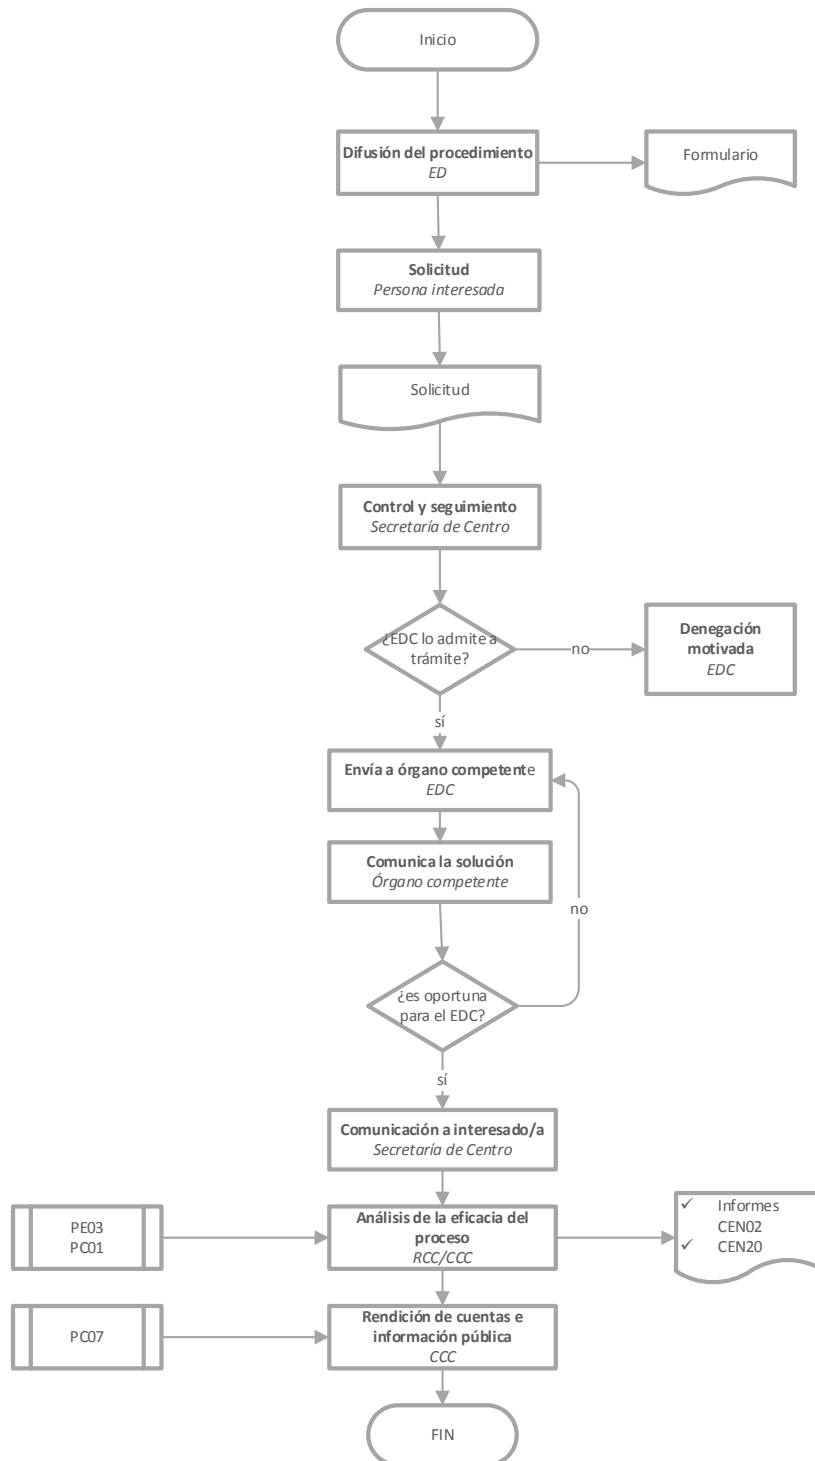 Inicio
Difusión del procedimiento
ED
Formulario
Solicitud
Persona interesada
Solicitud
Control y seguimiento
Secretaría de Centro
¿EDC lo admite a
trámite?
no
Denegación
motivada
EDC
sí
Envía a órgano competente
EDC
Comunica la solución
Órgano competente
no
¿es oportuna
para el EDC?
sí
Comunicación a interesado/a
Secretaría de Centro
PE03
PC01
Análisis de la eficacia del
proceso
RCC/CCC
✓ Informes
CEN02
✓ CEN20
PC07
Rendición de cuentas e
información pública
CCC
FIN